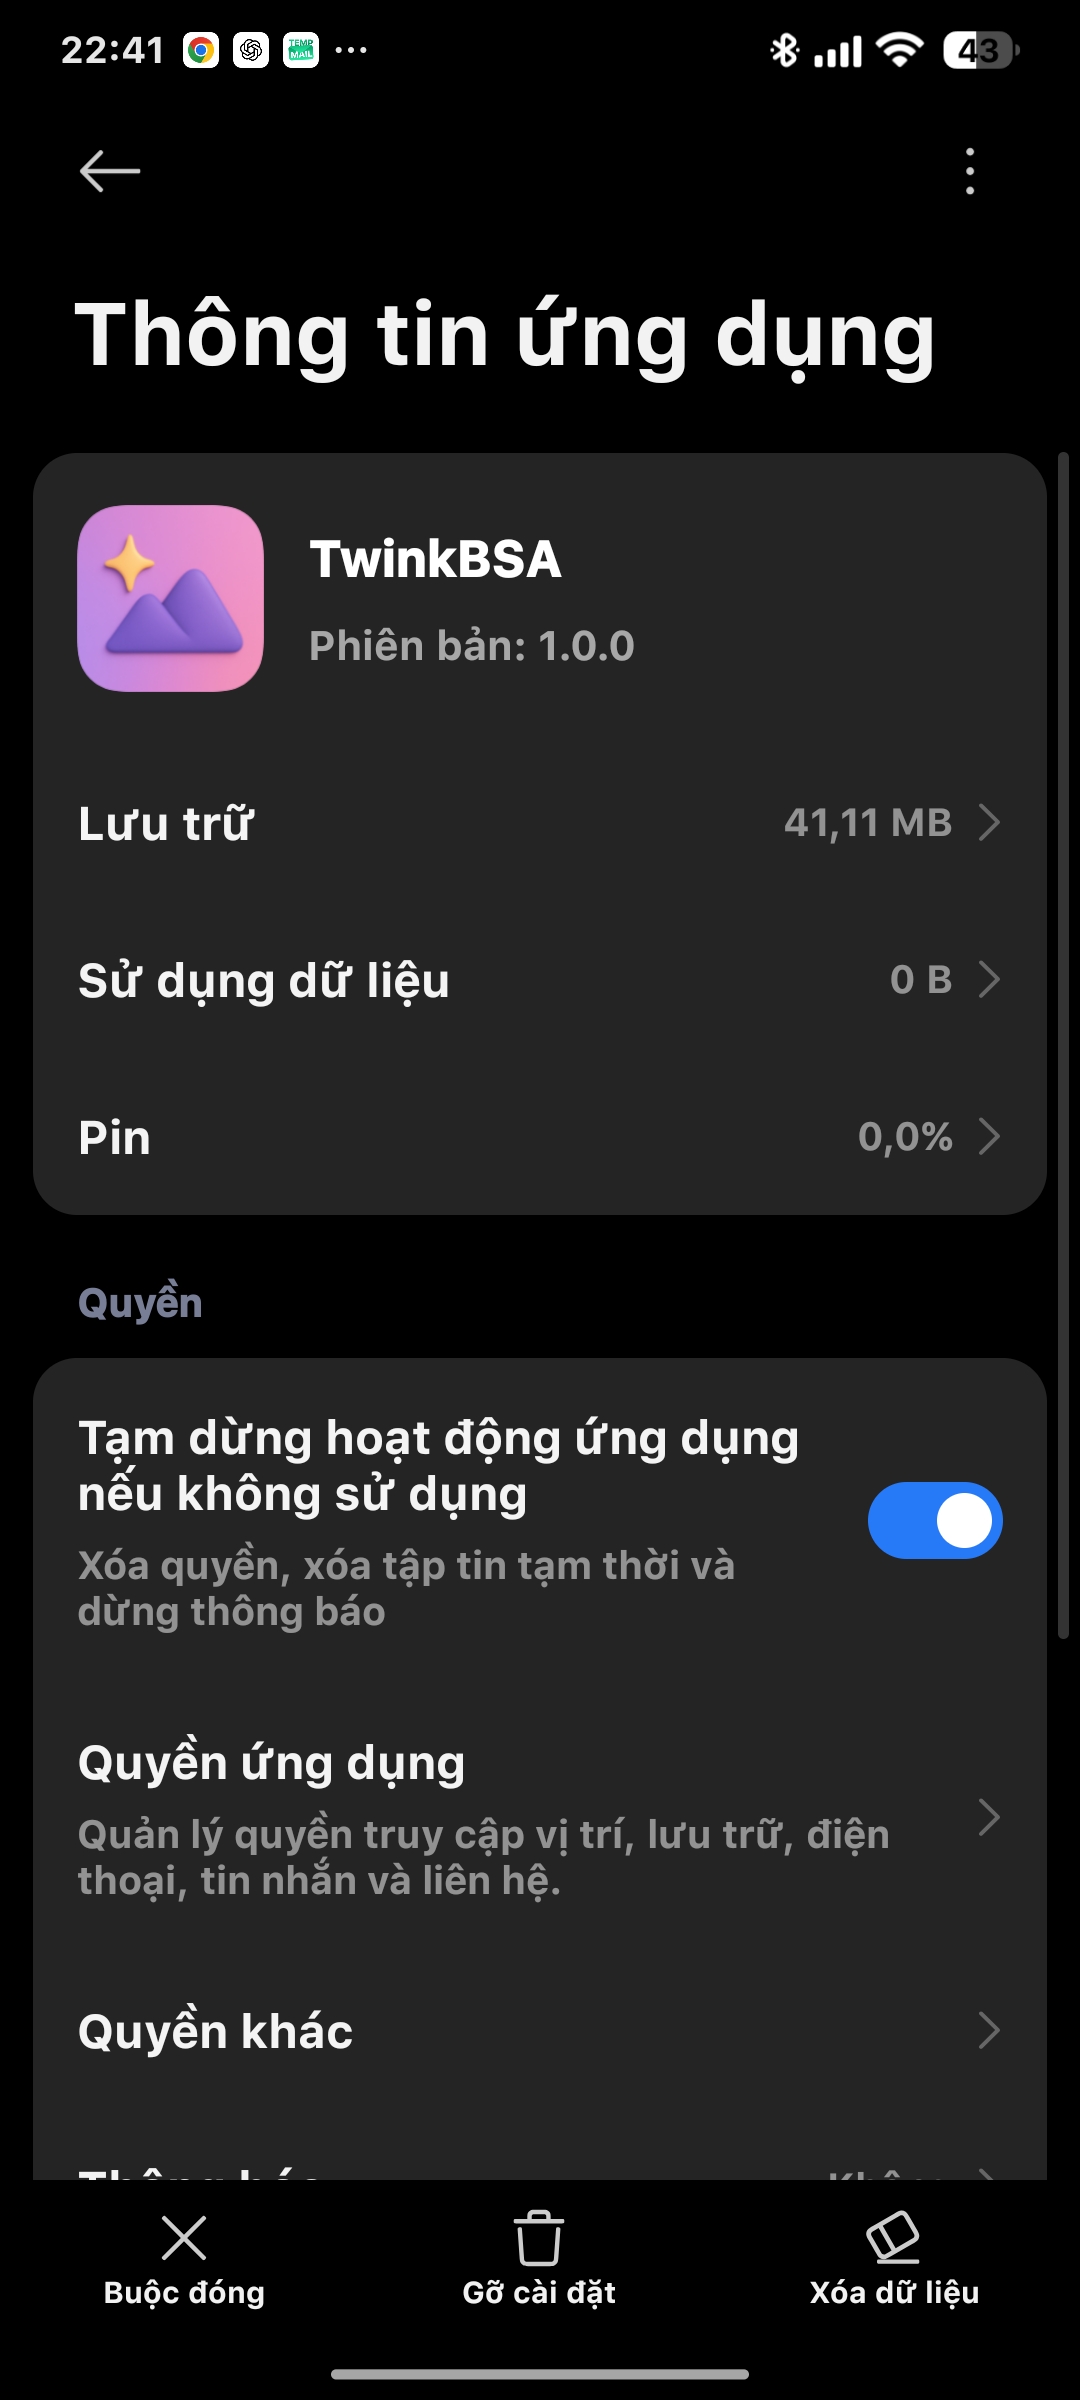 22:41
TEMP
MAIL
43
Thông tin ứng dụng
TwinkBSA
Phiên bản: 1.0.0
Lưu trữ 41,11 MB
Sử dụng dữ liệu 0 B
Pin 0,0%
Quyền
Tạm dừng hoạt động ứng dụng
nếu không sử dụng
Xóa quyền, xóa tập tin tạm thời và
dừng thông báo
Quyền ứng dụng
Quản lý quyền truy cập vị trí, lưu trữ, điện
thoại, tin nhắn và liên hệ.
Quyền khác
Buộc đóng
Gỡ cài đặt
Xóa dữ liệu